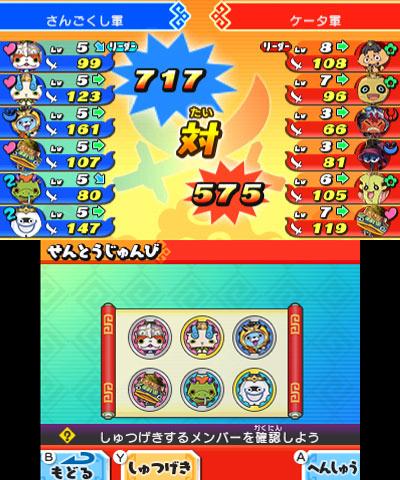 さんごくし軍
ケータ軍
Lv 5 リーダー
99
Lv 5
123
Lv 5
161
Lv 5
107
2 Lv 5
80
2 Lv 5
147
717
たい
対
575
リーダー Lv 8
108
Lv 7
96
Lv 3
66
Lv 3
81
Lv 6
105
Lv 7
119
せんとうじゅんび
かくにん
しゅつげきするメンバーを確認しよう
B もどる
Y しゅつげき
A へんしゅう